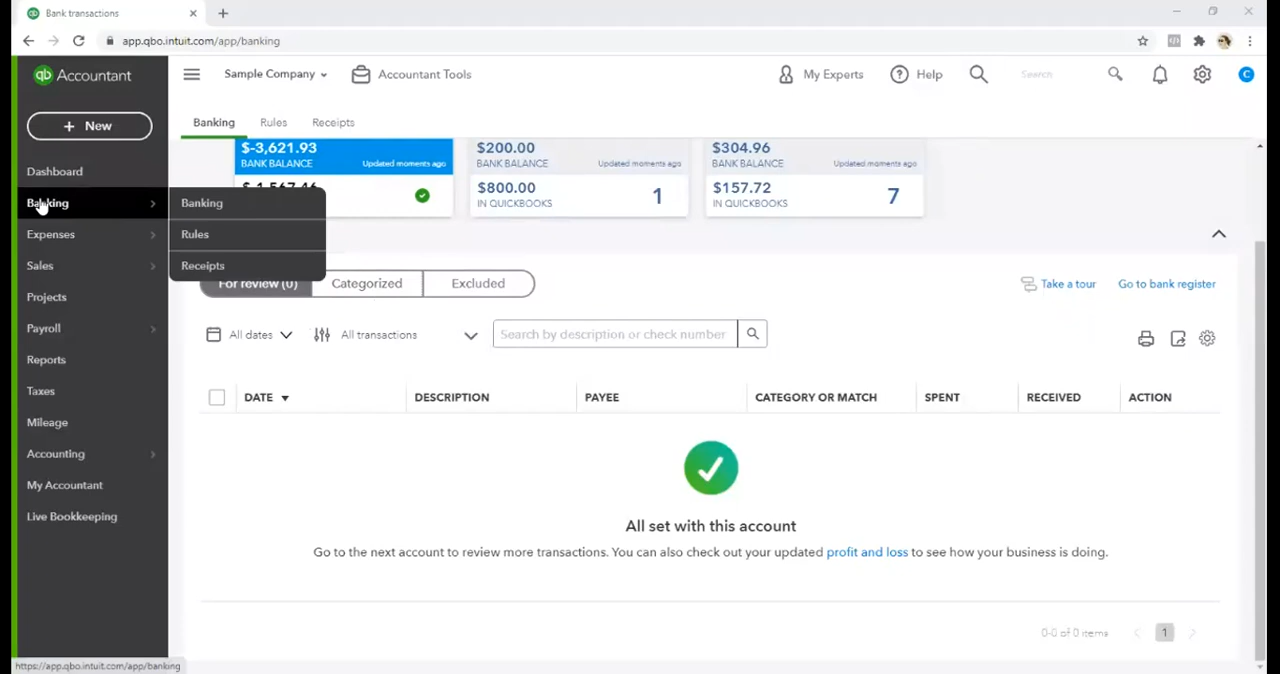 Bank transactions
app.qbo.intuit.com/app/banking
qb Accountant
Sample Company
Accountant Tools
My Experts
Help
Search
C
+ New
Banking Rules Receipts
Dashboard
Banking
Expenses
Sales
Projects
Payroll
Reports
Taxes
Mileage
Accounting
My Accountant
Live Bookkeeping
Banking
Rules
Receipts
$-3,621.93
BANK BALANCE Updated moments ago
$200.00
BANK BALANCE Updated moments ago
$800.00
IN QUICKBOOKS 1
$304.96
BANK BALANCE Updated moments ago
$157.72
IN QUICKBOOKS 7
For review (0) Categorized Excluded
Take a tour Go to bank register
All dates All transactions Search by description or check number
DATE DESCRIPTION PAYEE CATEGORY OR MATCH SPENT RECEIVED ACTION
All set with this account
Go to the next account to review more transactions. You can also check out your updated profit and loss to see how your business is doing.
0-0 of 0 items 1
https://app.qbo.intuit.com/app/banking